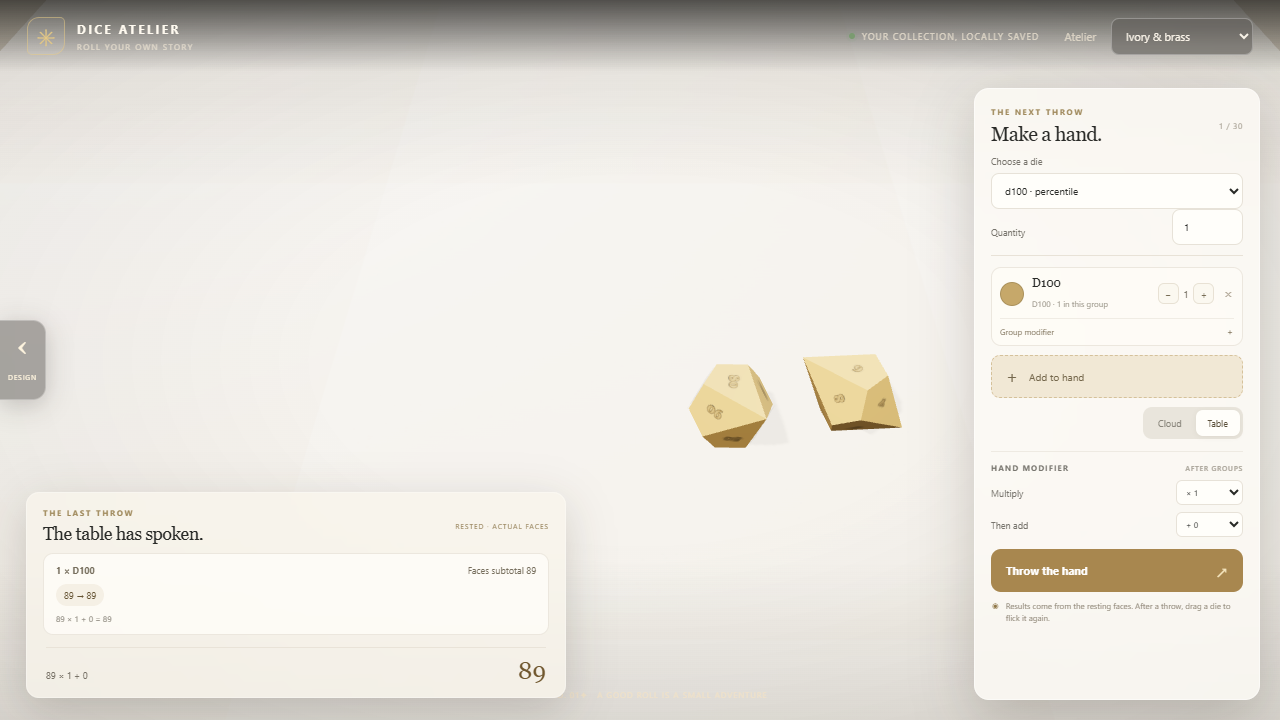 DICE ATELIER
ROLL YOUR OWN STORY
YOUR COLLECTION, LOCALLY SAVED
Atelier
Ivory & brass
DESIGN
THE NEXT THROW
Make a hand.
1 / 30
Choose a die
d100 · percentile
Quantity
1
D100
D100 · 1 in this group
− 1 + ×
Group modifier +
+ Add to hand
Cloud Table
HAND MODIFIER AFTER GROUPS
Multiply × 1
Then add + 0
Throw the hand ↗
Results come from the resting faces. After a throw, drag a die to
flick it again.
THE LAST THROW
The table has spoken.
RESTED · ACTUAL FACES
1 × D100 Faces subtotal 89
89 → 89
89 × 1 + 0 = 89
89 × 1 + 0 89